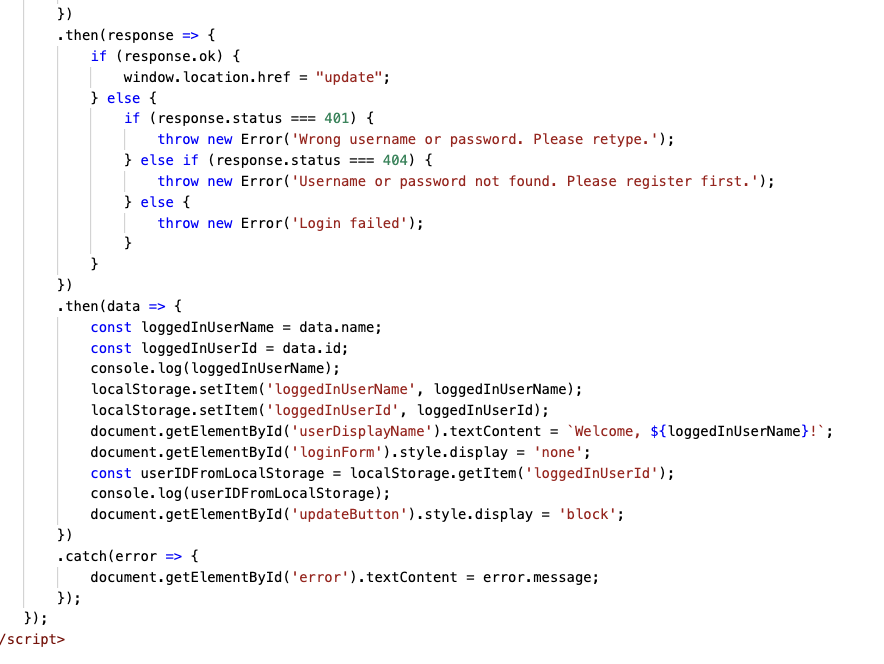 })
.then(response => {
if (response.ok) {
window.location.href = "update";
} else {
if (response.status === 401) {
throw new Error('Wrong username or password. Please retype.');
} else if (response.status === 404) {
throw new Error('Username or password not found. Please register first.');
} else {
throw new Error('Login failed');
}
}
})
.then(data => {
const loggedInUserName = data.name;
const loggedInUserId = data.id;
console.log(loggedInUserName);
localStorage.setItem('loggedInUserName', loggedInUserName);
localStorage.setItem('loggedInUserId', loggedInUserId);
document.getElementById('userDisplayName').textContent = `Welcome, ${loggedInUserName}!`;
document.getElementById('loginForm').style.display = 'none';
const userIDFromLocalStorage = localStorage.getItem('loggedInUserId');
console.log(userIDFromLocalStorage);
document.getElementById('updateButton').style.display = 'block';
})
.catch(error => {
document.getElementById('error').textContent = error.message;
});
});
/script>